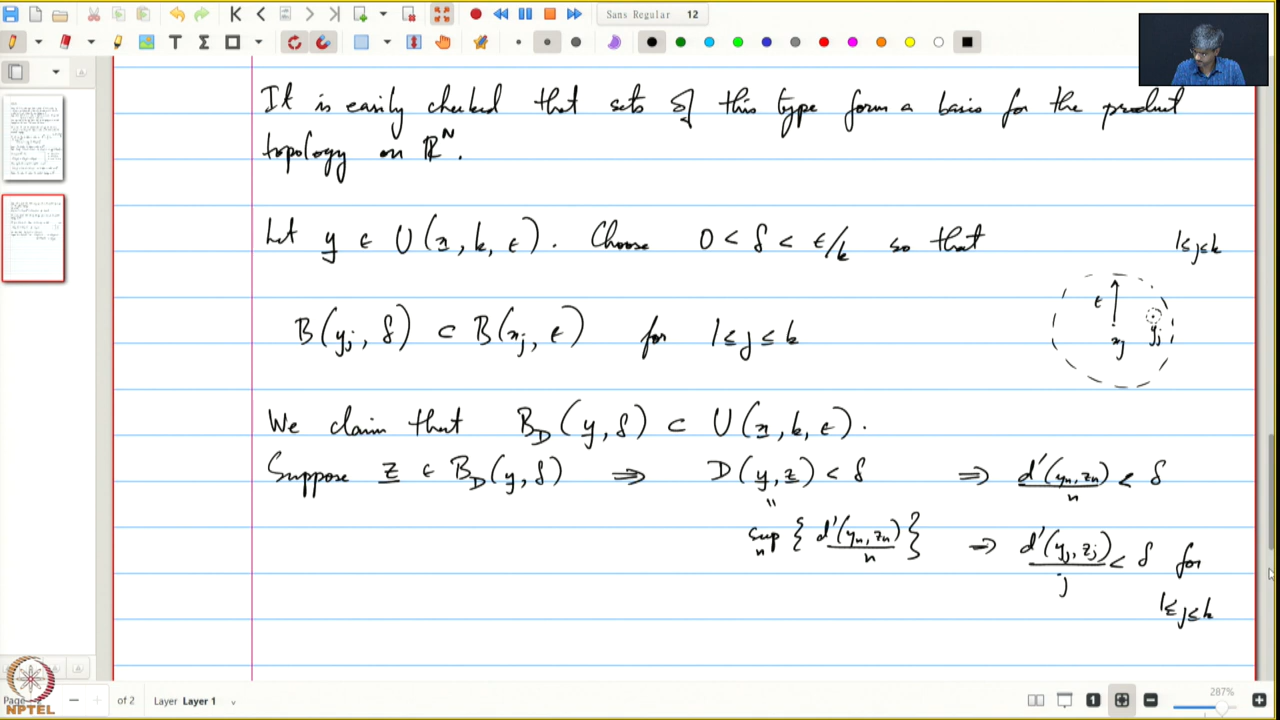 Sans Regular 12
It is easily checked that sets of this type form a basis for the product
topology on ℝ^N.
Let y ∈ U(x, k, ε). Choose 0 < δ < ε/k so that 1≤j≤k
B(y_j, δ) ⊂ B(x_j, ε) for 1≤j≤k
ε
x_j y_j
We claim that B_D(y, δ) ⊂ U(x, k, ε).
Suppose z ∈ B_D(y, δ) ⇒ D(y, z) < δ ⇒ d'(y_n, z_n)/n < δ
" sup_n { d'(y_n, z_n)/n } ⇒ d'(y_j, z_j)/j < δ for
1≤j≤k
NPTEL
Page of 2 Layer Layer 1 1 287%